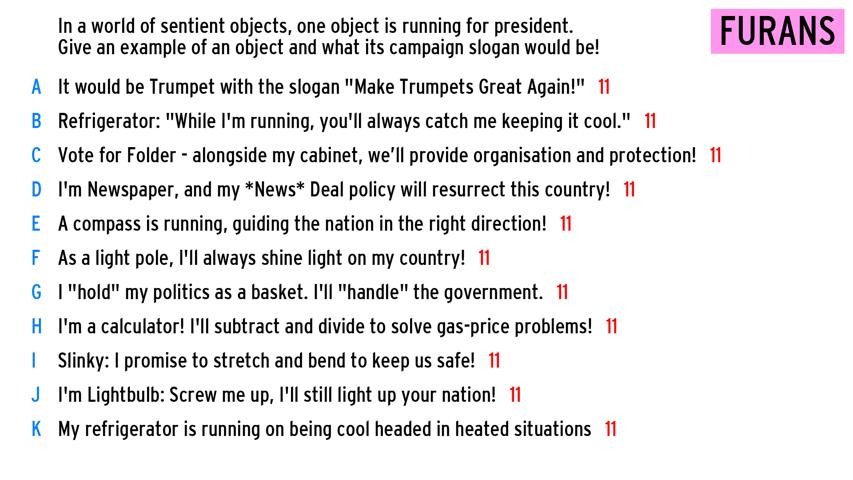 In a world of sentient objects, one object is running for president.
Give an example of an object and what its campaign slogan would be!
FURANS
A It would be Trumpet with the slogan "Make Trumpets Great Again!" 11
B Refrigerator: "While I'm running, you'll always catch me keeping it cool." 11
C Vote for Folder - alongside my cabinet, we’ll provide organisation and protection! 11
D I'm Newspaper, and my *News* Deal policy will resurrect this country! 11
E A compass is running, guiding the nation in the right direction! 11
F As a light pole, I'll always shine light on my country! 11
G I "hold" my politics as a basket. I'll "handle" the government. 11
H I'm a calculator! I'll subtract and divide to solve gas-price problems! 11
I Slinky: I promise to stretch and bend to keep us safe! 11
J I'm Lightbulb: Screw me up, I'll still light up your nation! 11
K My refrigerator is running on being cool headed in heated situations 11